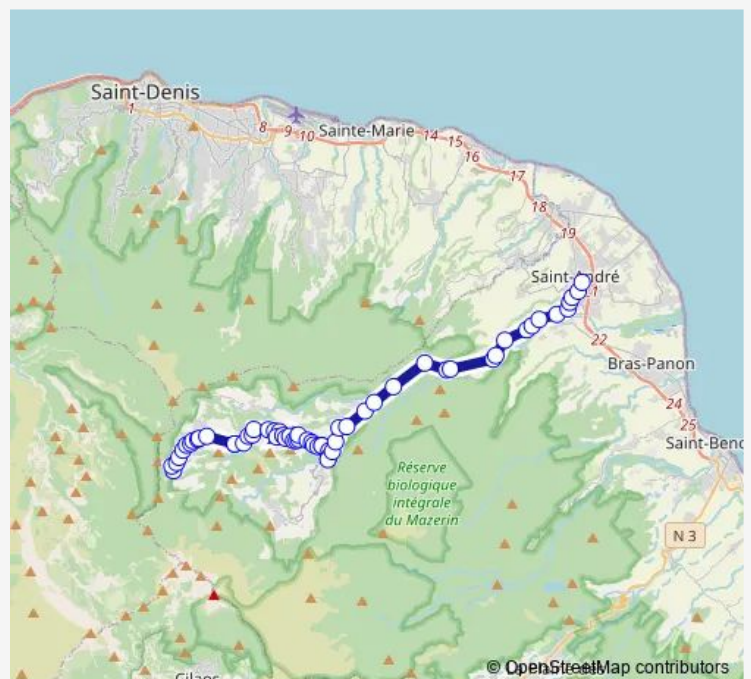 Saint-Denis
1
8
9
10
Sainte-Marie
14
15
16
17
18
19
Saint-André
1
22
Bras-Panon
24
25
Saint-Beno
Réserve
biologique
intégrale
du Mazerin
N 3
Cilaos
© OpenStreetMap contributors